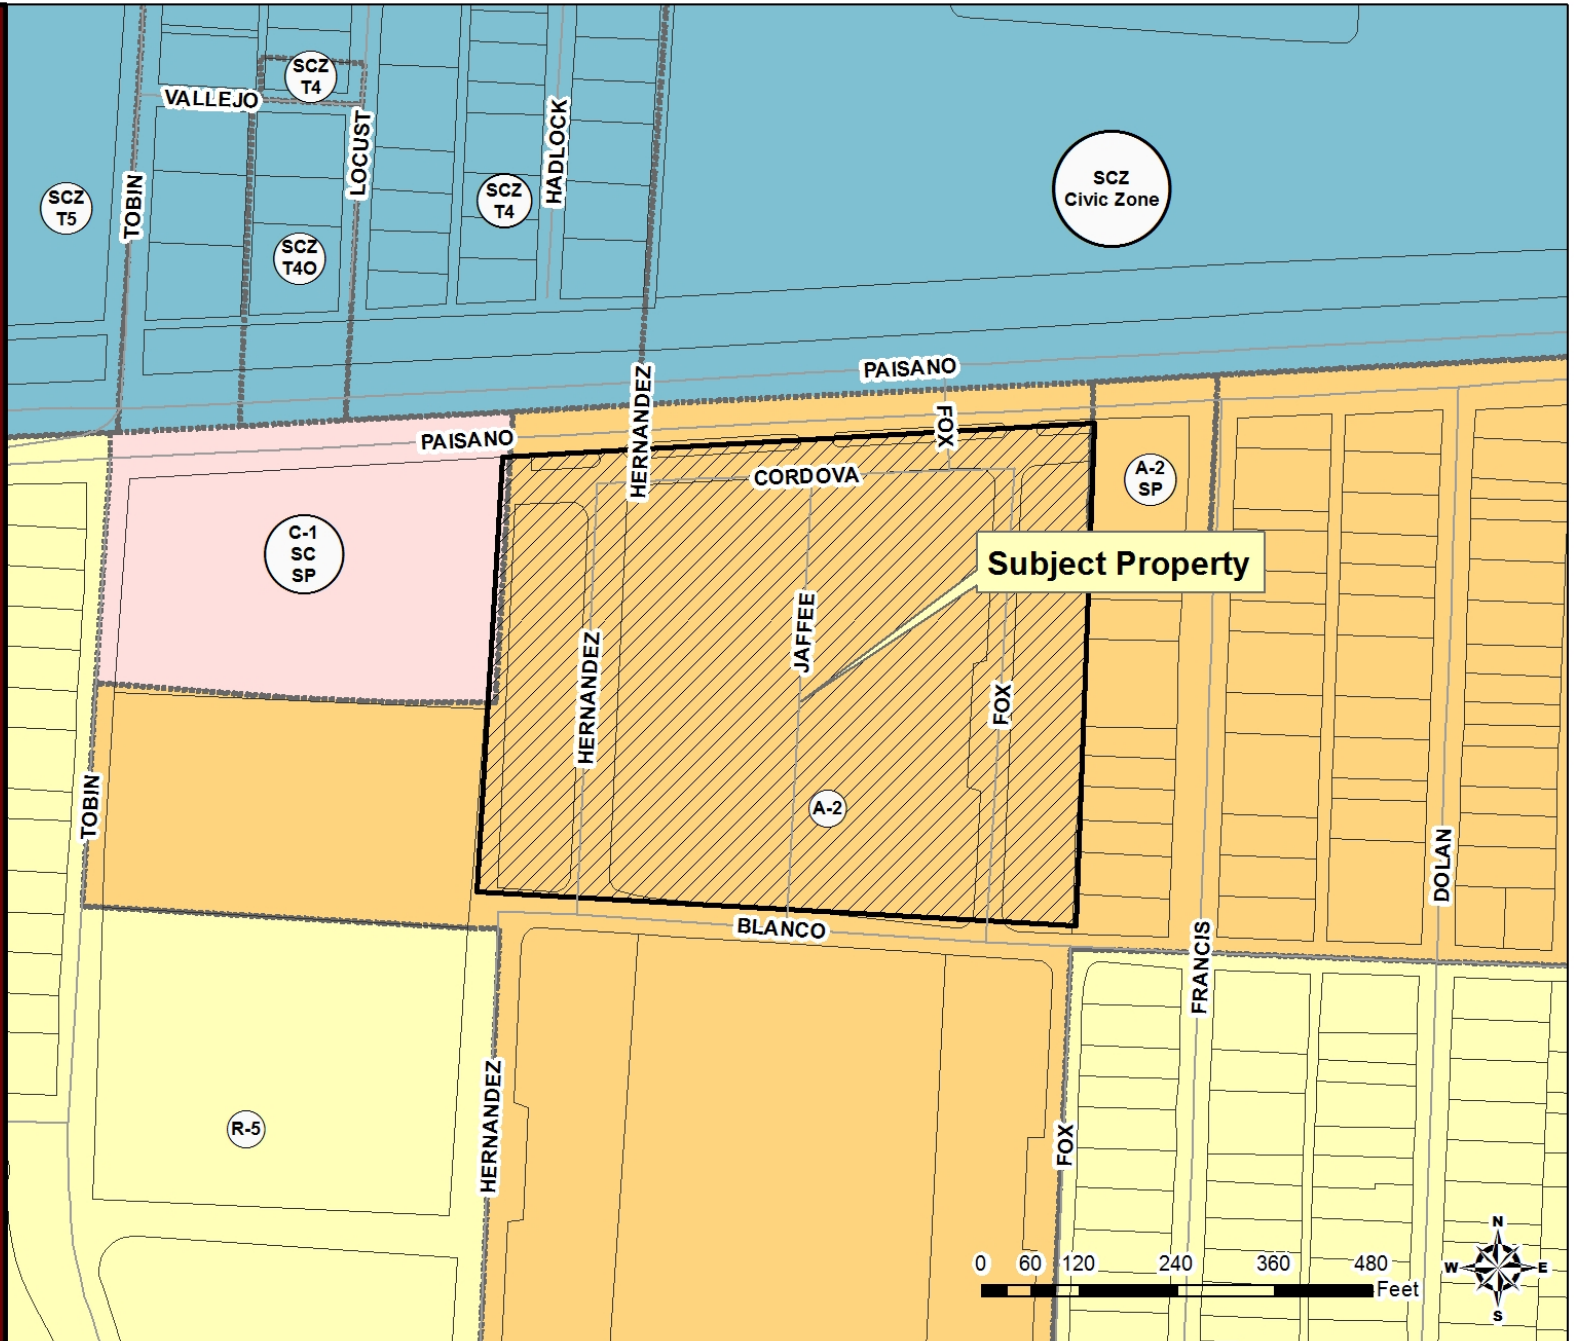 SCZ
T4
VALLEJO
LOCUST
HADLOCK
TOBIN
SCZ
T5
SCZ
T4
SCZ
T4O
SCZ
Civic Zone
PAISANO
HERNANDEZ
FOX
PAISANO
CORDOVA
A-2
SP
C-1
SC
SP
Subject Property
JAFFEE
HERNANDEZ
FOX
TOBIN
A-2
DOLAN
BLANCO
FRANCIS
HERNANDEZ
FOX
R-5
N
W
E
S
0 60 120 240 360 480
Feet